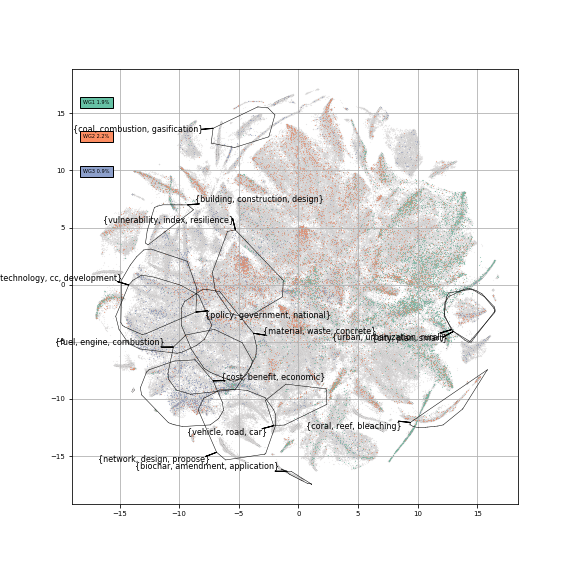 WG1 1.9%
{coal, combustion, gasification}
WG2 2.2%
WG3 0.9%
{building, construction, design}
{vulnerability, index, resilience}
technology, cc, development}
{policy, government, national}
{material, waste, concrete}
{urban, urbanization, rural}
{fuel, engine, combustion}
{cost, benefit, economic}
{coral, reef, bleaching}
{vehicle, road, car}
{network, design, propose}
{biochar, amendment, application}
15
10
5
0
−5
−10
−15
−15
−10
−5
0
5
10
15